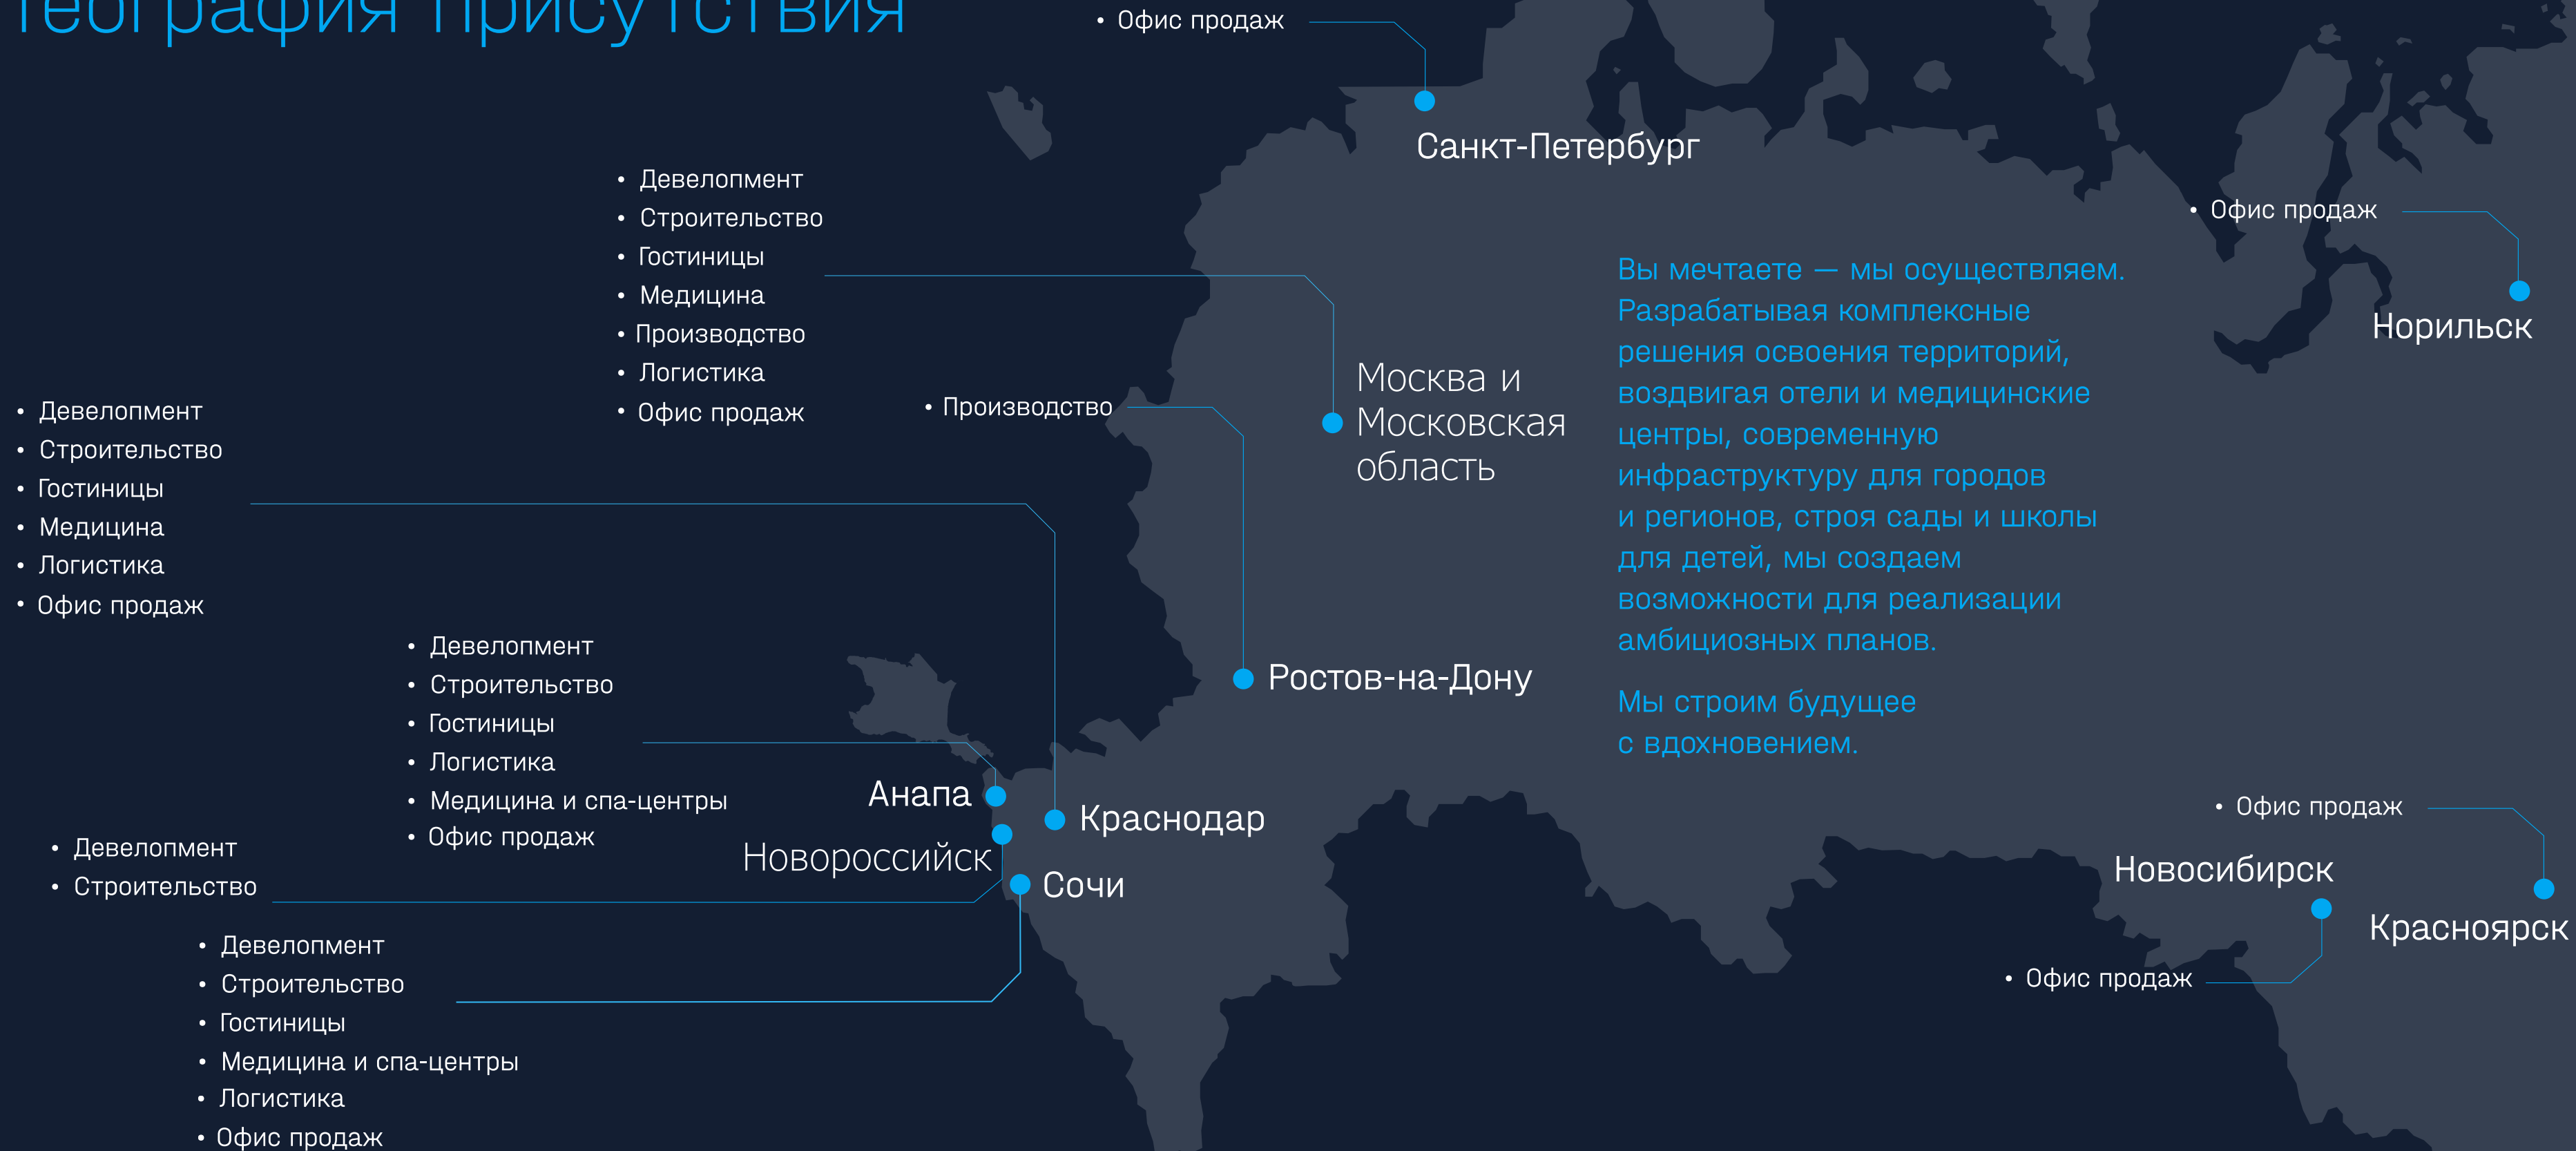 География присутствия
• Офис продаж
Санкт-Петербург
• Девелопмент
• Строительство
• Гостиницы
• Медицина
• Производство
• Логистика
• Офис продаж
Москва и
Московская
область
• Производство
Ростов-на-Дону
• Девелопмент
• Строительство
• Гостиницы
• Медицина
• Логистика
• Офис продаж
Краснодар
• Девелопмент
• Строительство
• Гостиницы
• Логистика
• Медицина и спа-центры
• Офис продаж
Анапа
• Девелопмент
• Строительство
Новороссийск
• Девелопмент
• Строительство
• Гостиницы
• Медицина и спа-центры
• Логистика
• Офис продаж
Сочи
Вы мечтаете — мы осуществляем.
Разрабатывая комплексные
решения освоения территорий,
воздвигая отели и медицинские
центры, современную
инфраструктуру для городов
и регионов, строя сады и школы
для детей, мы создаем
возможности для реализации
амбициозных планов.
Мы строим будущее
с вдохновением.
• Офис продаж
Норильск
• Офис продаж
Красноярск
Новосибирск
• Офис продаж